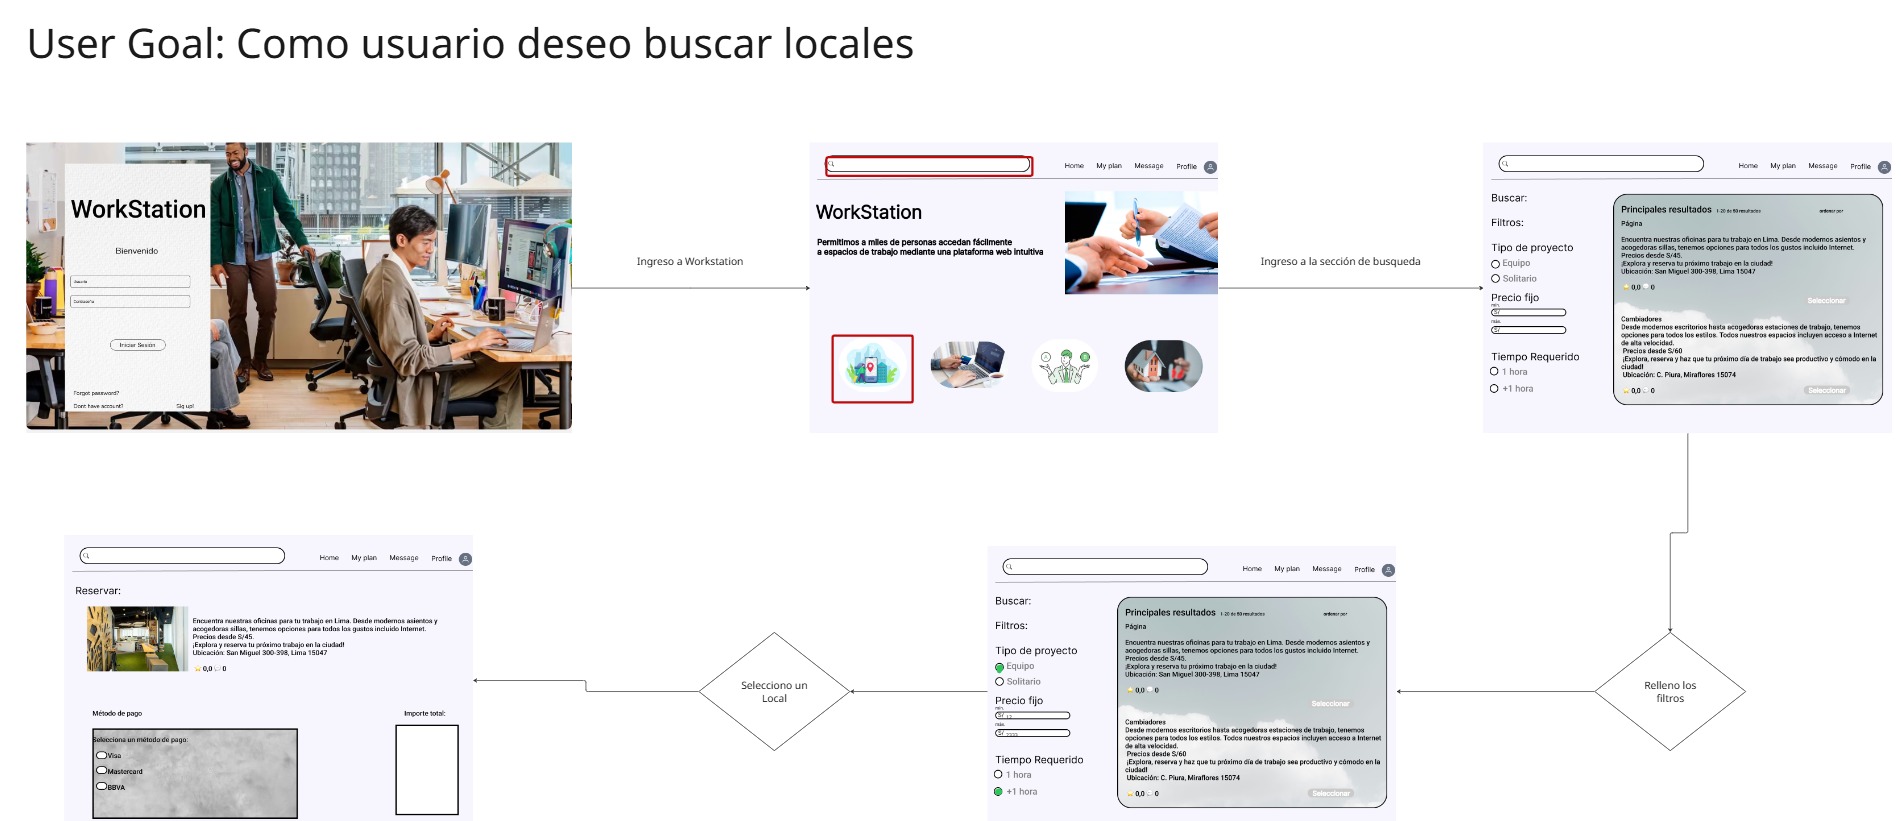 User Goal: Como usuario deseo buscar locales
WorkStation
Bienvenido
Usuario
Contraseña
Iniciar Sesión
Forgot password?
Dont have account?
Sig up!
Ingreso a Workstation
Home
My plan
Message
Profile
WorkStation
Permitimos a miles de personas accedan fácilmente
a espacios de trabajo mediante una plataforma web intuitiva
Ingreso a la sección de busqueda
Home
My plan
Message
Profile
Buscar:
Filtros:
Tipo de proyecto
Equipo
Solitario
Precio fijo
min.
S/
máx.
S/
Tiempo Requerido
1 hora
+1 hora
Principales resultados
1-20 de 50 resultados
ordenar por
Página
Encuentra nuestras oficinas para tu trabajo en Lima. Desde modernos asientos y
acogedoras sillas, tenemos opciones para todos los gustos incluido Internet.
Precios desde S/45.
¡Explora y reserva tu próximo trabajo en la ciudad!
Ubicación: San Miguel 300-398, Lima 15047
0,0
0
Seleccionar
Cambiadores
Desde modernos escritorios hasta acogedoras estaciones de trabajo, tenemos
opciones para todos los estilos. Todos nuestros espacios incluyen acceso a Internet
de alta velocidad.
Precios desde S/60
¡Explora, reserva y haz que tu próximo día de trabajo sea productivo y cómodo en la
ciudad!
Ubicación: C. Piura, Miraflores 15074
0,0
0
Seleccionar
Relleno los
filtros
Home
My plan
Message
Profile
Buscar:
Filtros:
Tipo de proyecto
Equipo
Solitario
Precio fijo
min.
S/
máx.
S/
Tiempo Requerido
1 hora
+1 hora
Principales resultados
1-20 de 50 resultados
ordenar por
Página
Encuentra nuestras oficinas para tu trabajo en Lima. Desde modernos asientos y
acogedoras sillas, tenemos opciones para todos los gustos incluido Internet.
Precios desde S/45.
¡Explora y reserva tu próximo trabajo en la ciudad!
Ubicación: San Miguel 300-398, Lima 15047
0,0
0
Seleccionar
Cambiadores
Desde modernos escritorios hasta acogedoras estaciones de trabajo, tenemos
opciones para todos los estilos. Todos nuestros espacios incluyen acceso a Internet
de alta velocidad.
Precios desde S/60
¡Explora, reserva y haz que tu próximo día de trabajo sea productivo y cómodo en la
ciudad!
Ubicación: C. Piura, Miraflores 15074
0,0
0
Seleccionar
Selecciono un
Local
Home
My plan
Message
Profile
Reservar:
Encuentra nuestras oficinas para tu trabajo en Lima. Desde modernos asientos y
acogedoras sillas, tenemos opciones para todos los gustos incluido Internet.
Precios desde S/45.
¡Explora y reserva tu próximo trabajo en la ciudad!
Ubicación: San Miguel 300-398, Lima 15047
0,0
0
Método de pago
Importe total:
Selecciona un método de pago:
Visa
Mastercard
BBVA